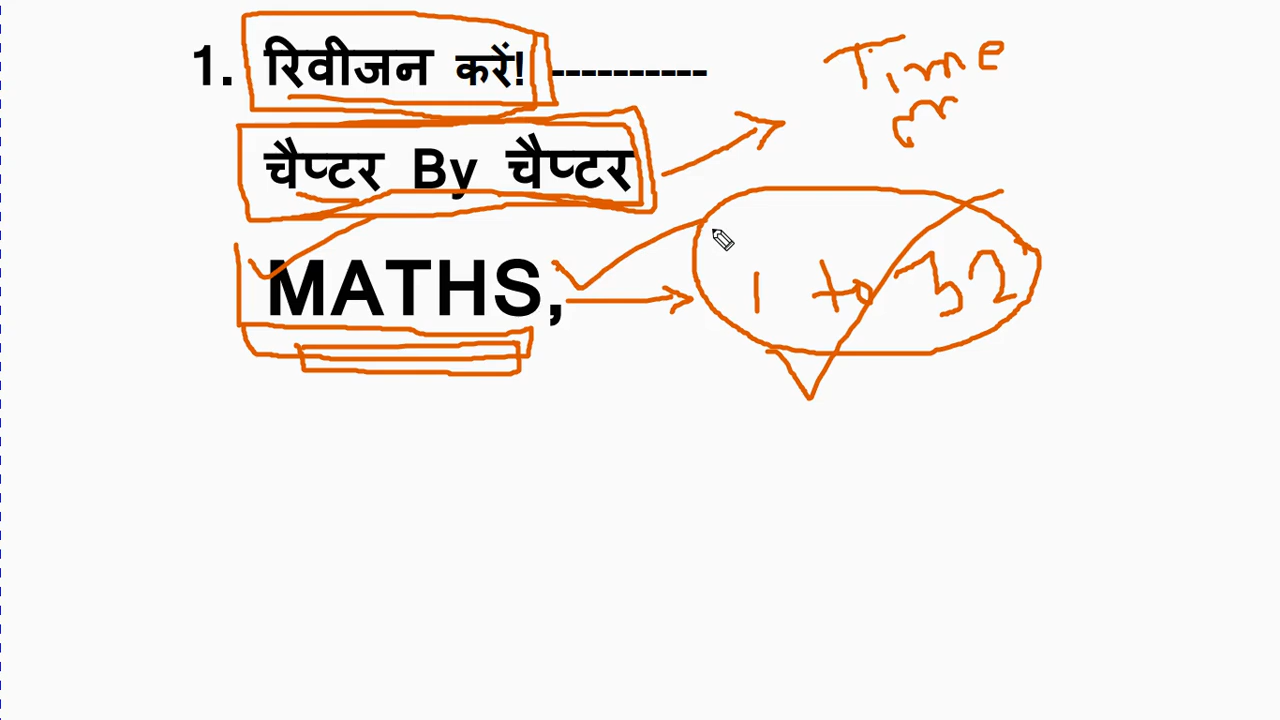 1. रिवीजन करें! ----------
Time
चैप्टर By चैप्टर
MATHS,
1 to 32